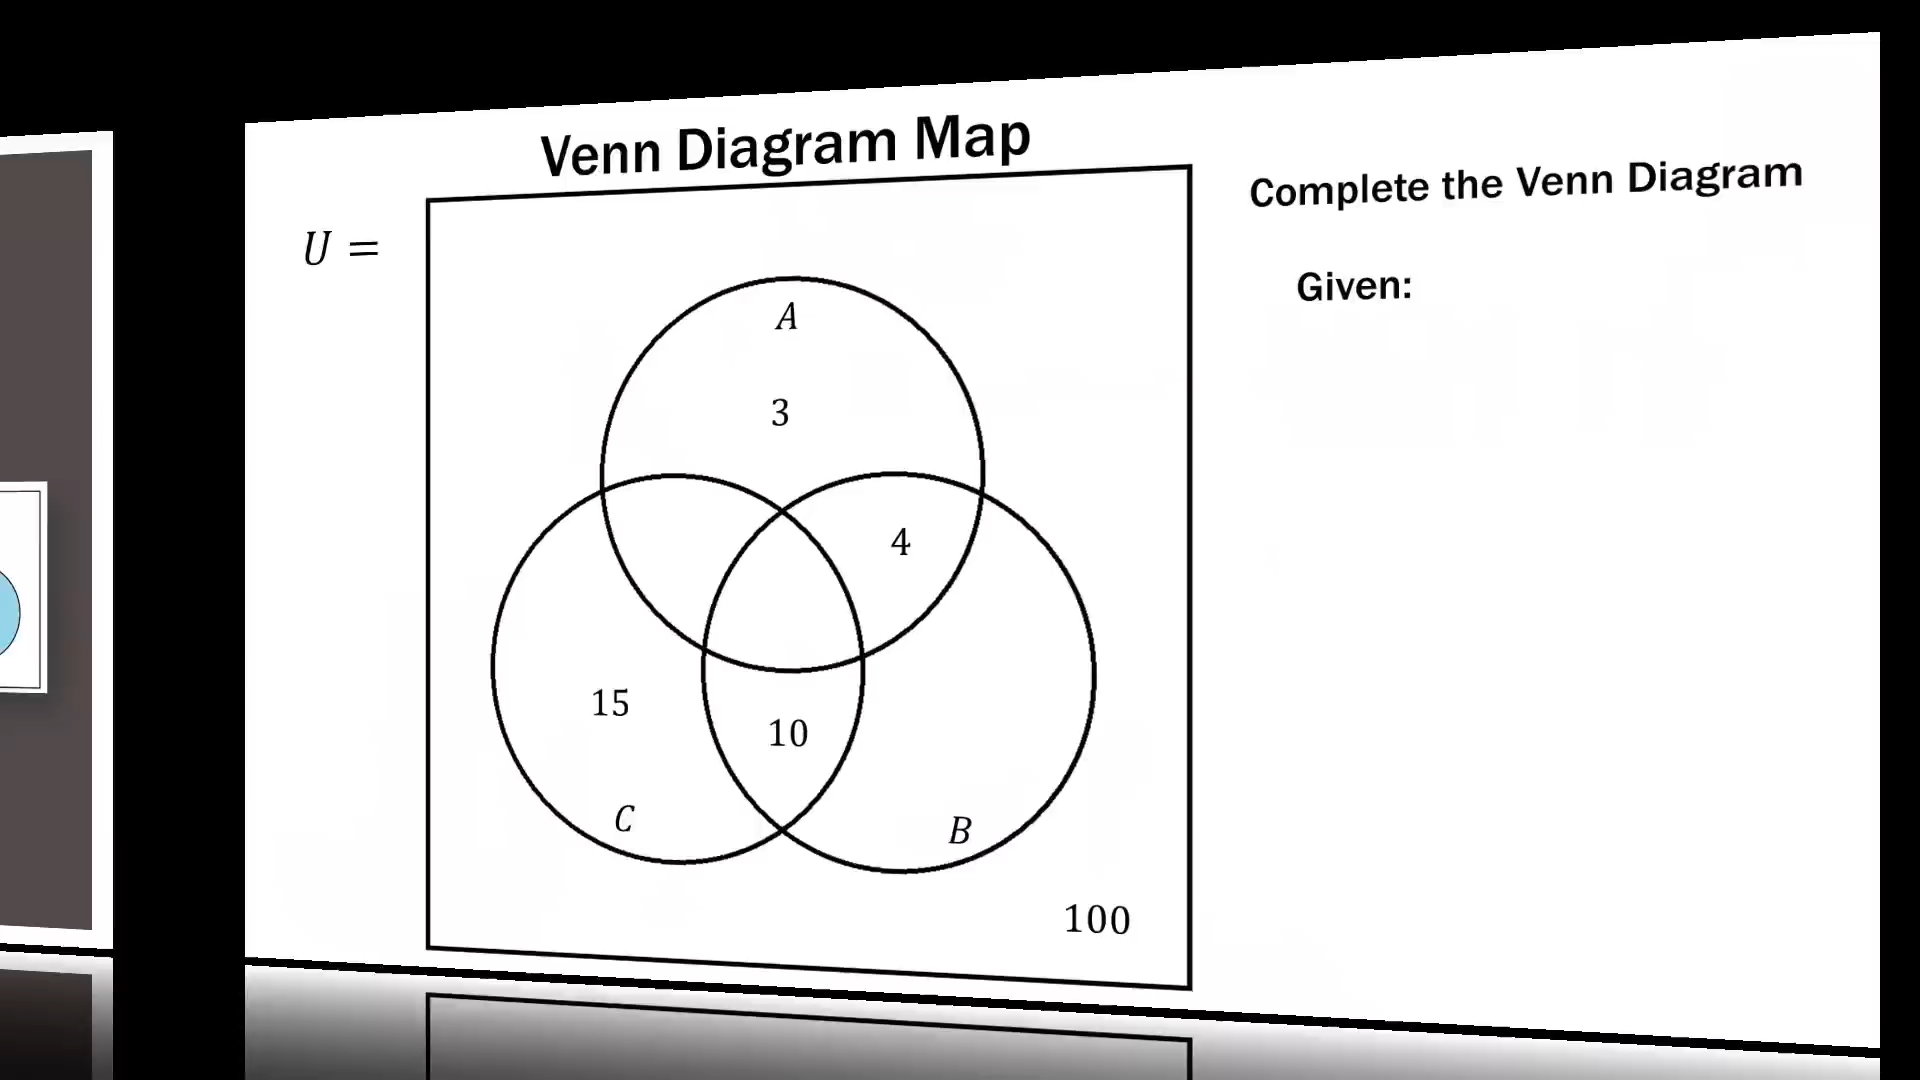 Venn Diagram Map
Complete the Venn Diagram
U =
Given:
A
3
4
15
10
C
B
100